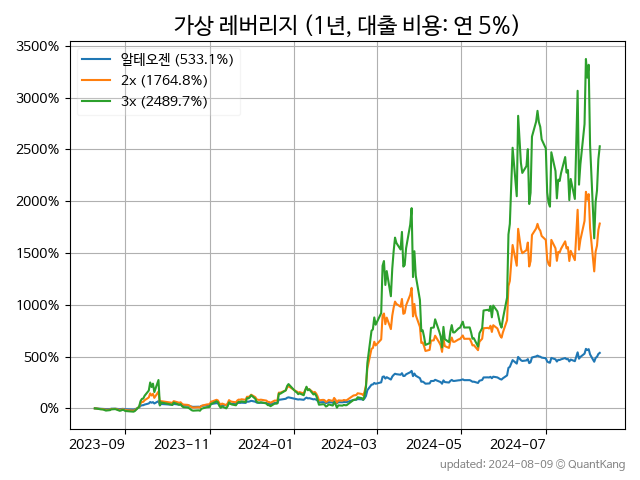 가상 레버리지 (1년, 대출 비용: 연 5%)
3500%
3000%
2500%
2000%
1500%
1000%
500%
0%
알테오젠 (533.1%)
2x (1764.8%)
3x (2489.7%)
2023-09
2023-11
2024-01
2024-03
2024-05
2024-07
updated: 2024-08-09 © QuantKang